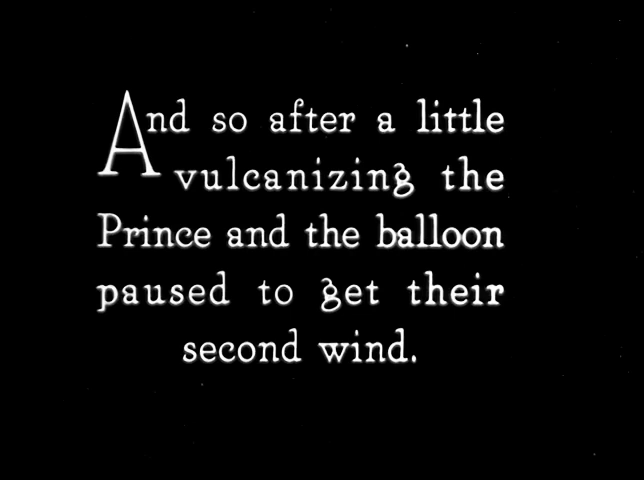 And so after a little
vulcanizing the
Prince and the balloon
paused to get their
second wind.